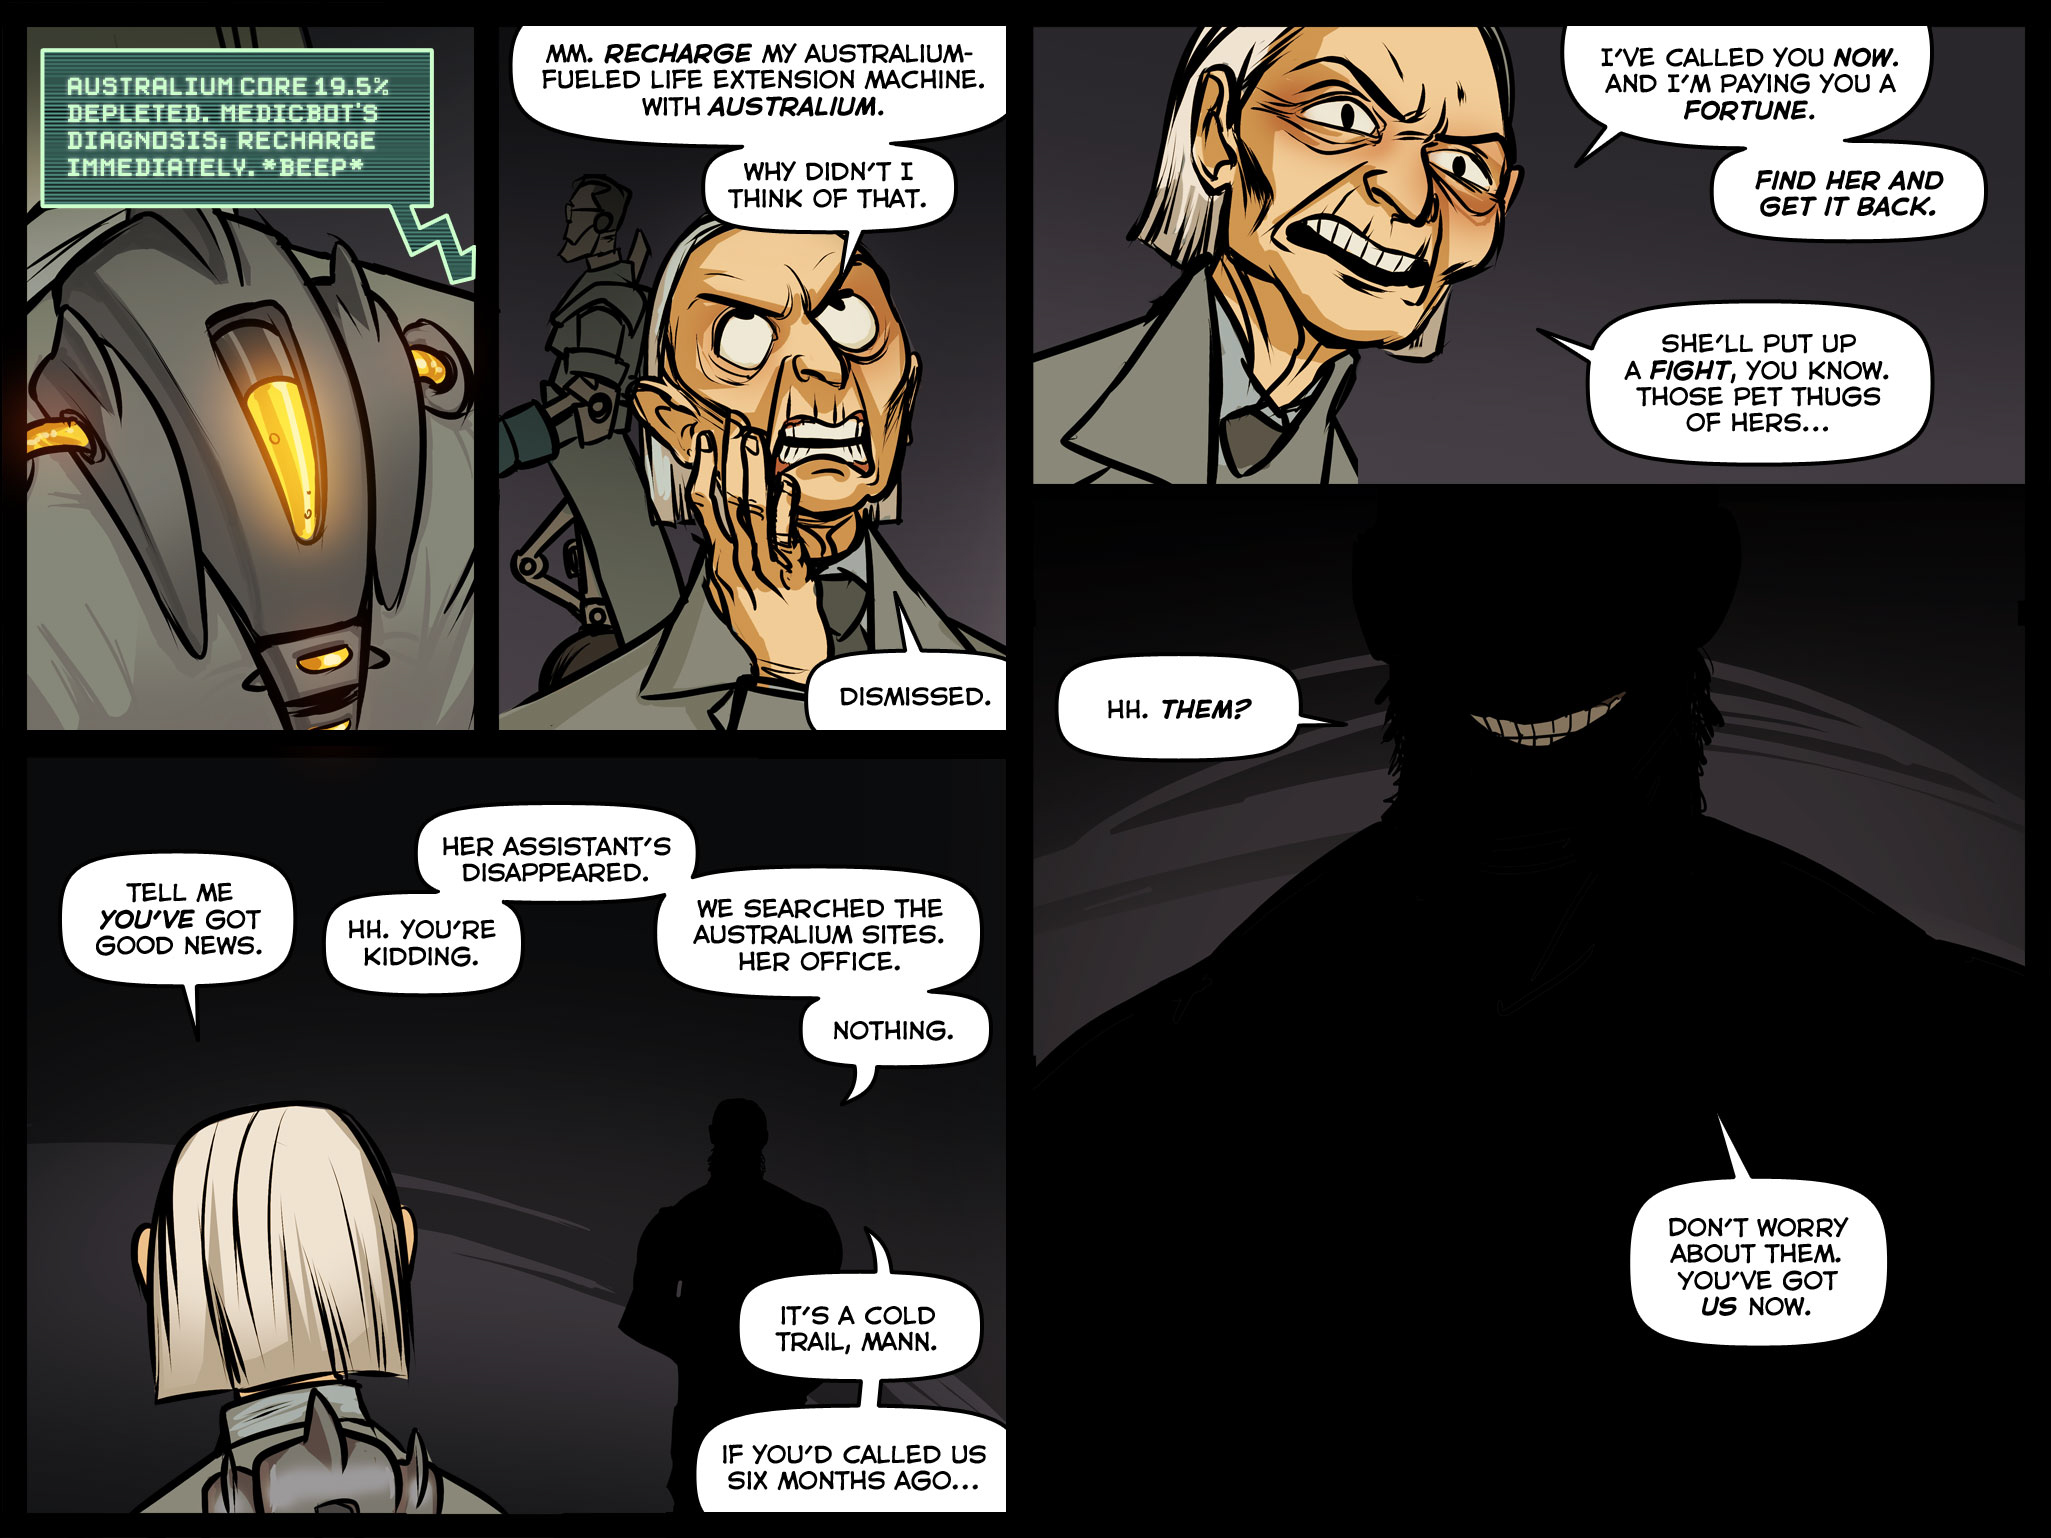 AUSTRALIUM CORE 19.5%
DEPLETED. MEDICBOT'S
DIAGNOSIS: RECHARGE
IMMEDIATELY. *BEEP*
MM. RECHARGE MY AUSTRALIUM-
FUELED LIFE EXTENSION MACHINE.
WITH AUSTRALIUM.
WHY DIDN'T I
THINK OF THAT.
DISMISSED.
TELL ME
YOU'VE GOT
GOOD NEWS.
HH. YOU'RE
KIDDING.
HER ASSISTANT'S
DISAPPEARED.
WE SEARCHED THE
AUSTRALIUM SITES.
HER OFFICE.
NOTHING.
IT'S A COLD
TRAIL, MANN.
IF YOU'D CALLED US
SIX MONTHS AGO...
I'VE CALLED YOU NOW.
AND I'M PAYING YOU A
FORTUNE.
FIND HER AND
GET IT BACK.
SHE'LL PUT UP
A FIGHT, YOU KNOW.
THOSE PET THUGS
OF HERS...
HH. THEM?
DON'T WORRY
ABOUT THEM.
YOU'VE GOT
US NOW.